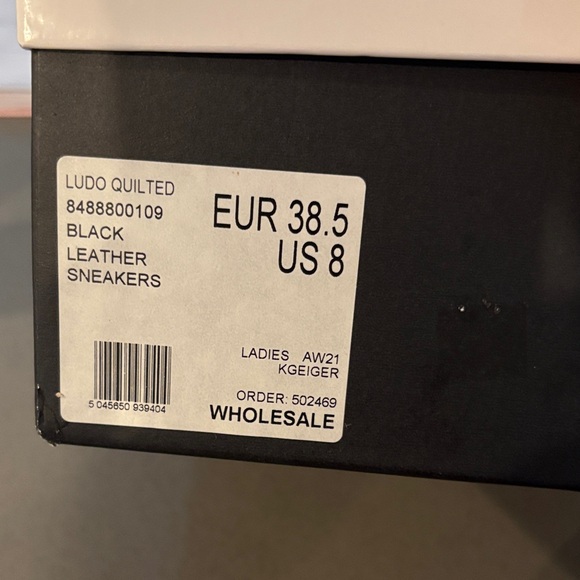 LUDO QUILTED
8488800109
BLACK
LEATHER
SNEAKERS
EUR 38.5
US 8
LADIES AW21
KGEIGER
ORDER: 502469
WHOLESALE
5 045650 939404